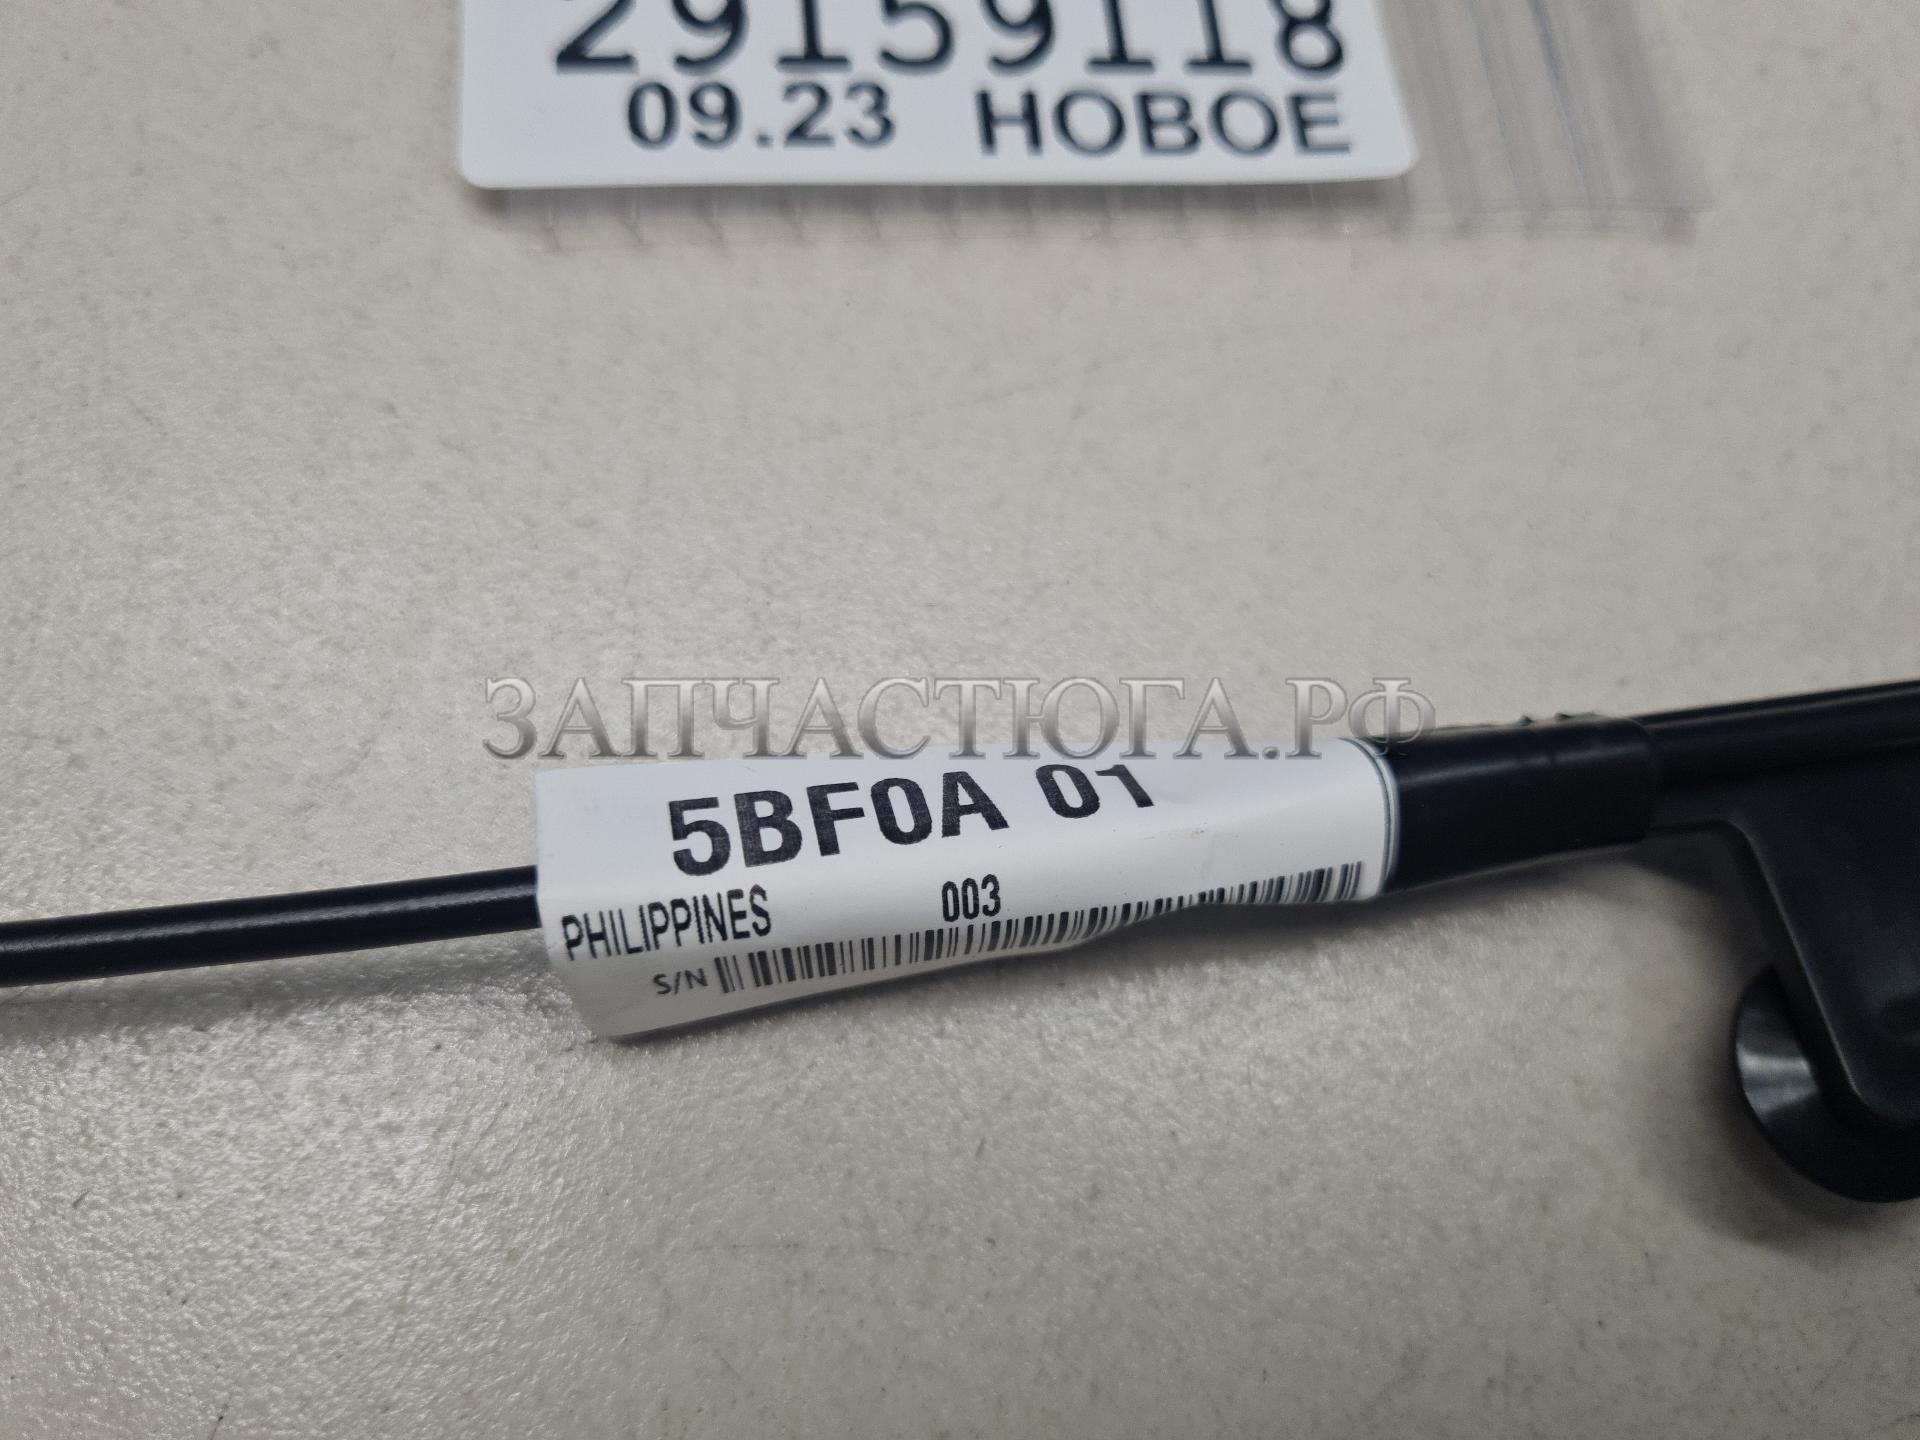 29159118
09.23 НОВОЕ
ЗАПЧАСТЮГА.РФ
5BF0A 01
PHILIPPINES 003
S/N